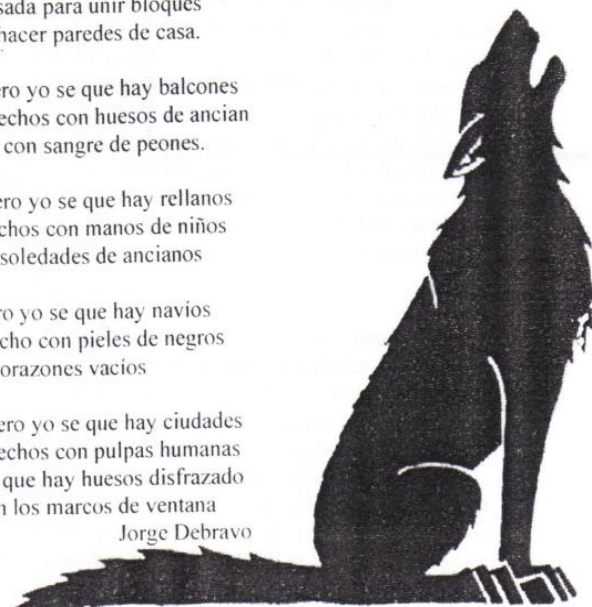 sada para unir bloques
hacer paredes de casa.
ro yo se que hay balcones
echos con huesos de ancian
con sangre de peones.
ero yo se que hay rellanos
chos con manos de niños
soledades de ancianos
ro yo se que hay navíos
cho con pieles de negros
orazones vacíos
ero yo se que hay ciudades
echos con pulpas humanas
que hay huesos disfrazado
n los marcos de ventana
Jorge Debravo